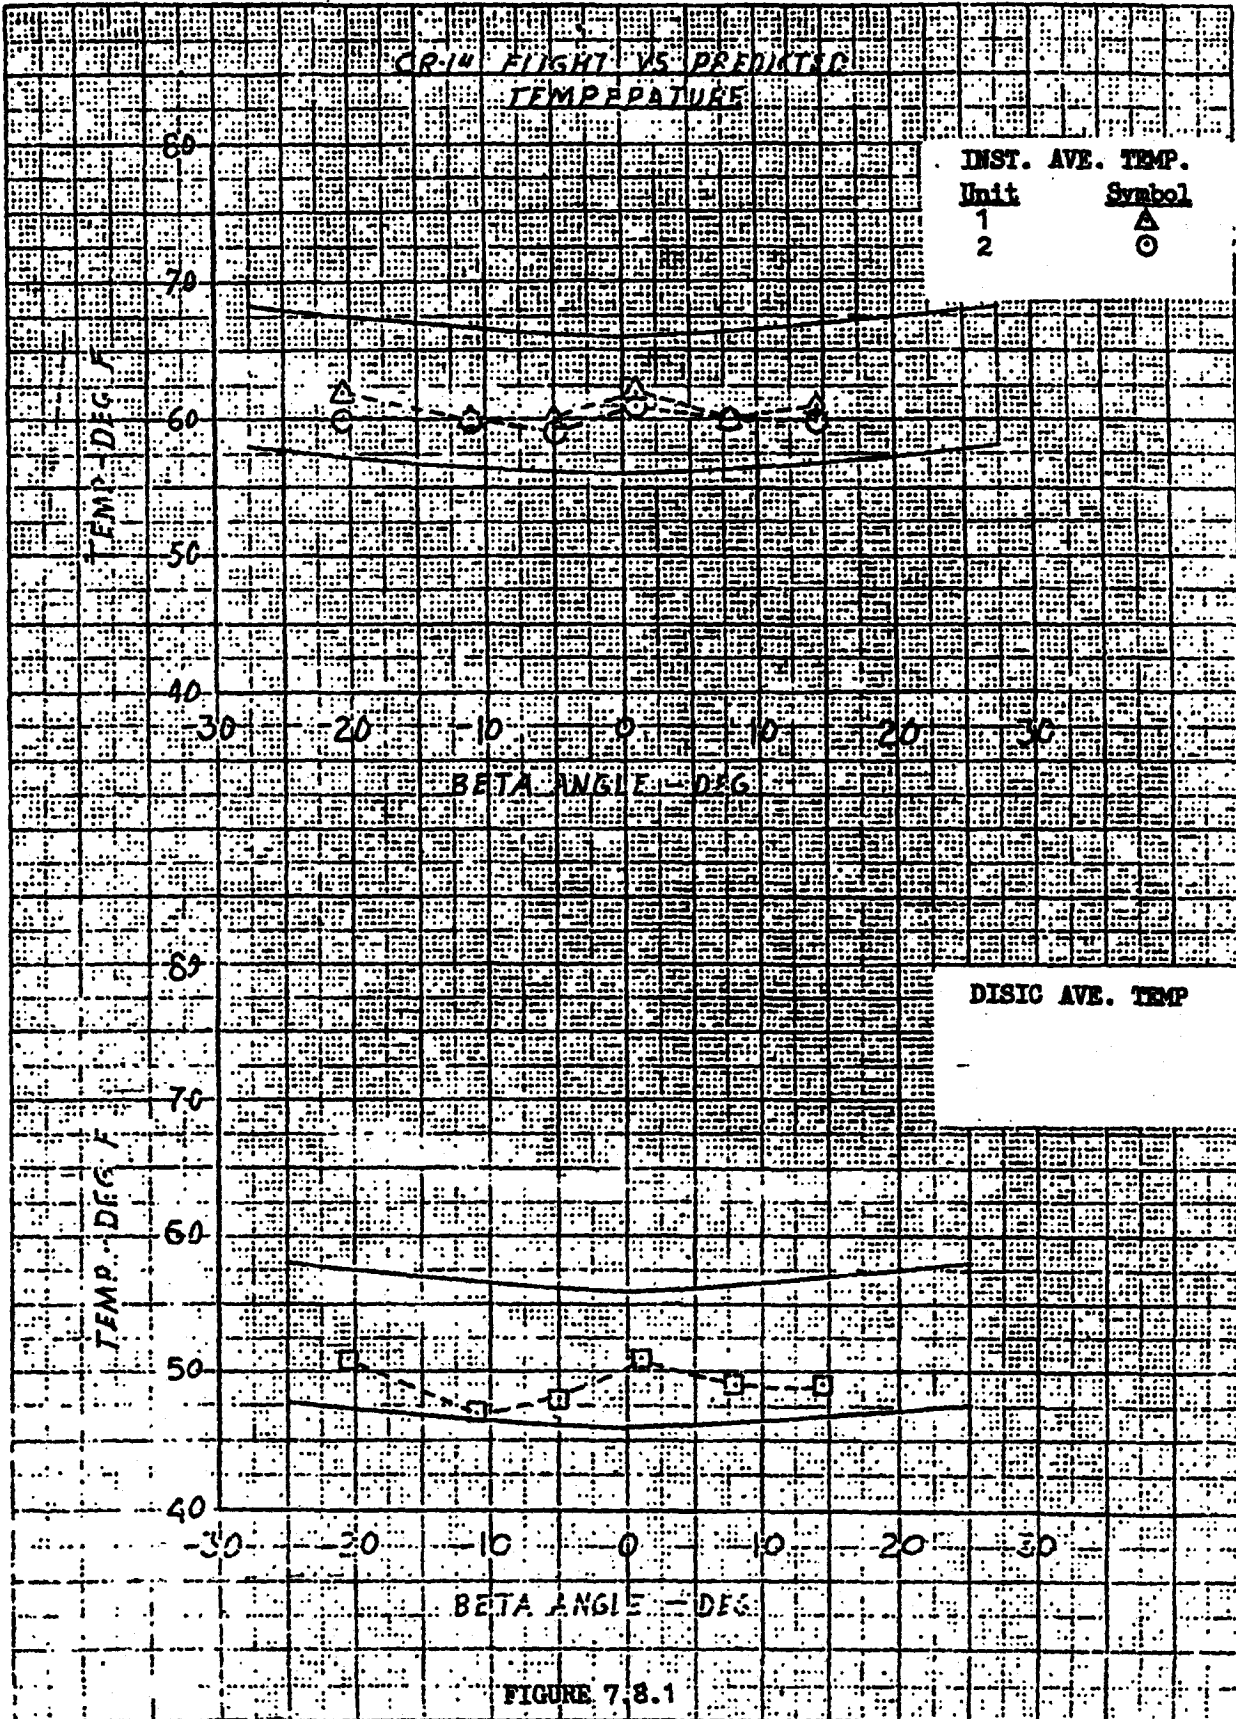 CR-14 FLIGHT VS PREDICTED
TEMPERATURE
INST. AVE. TEMP.
Unit Symbol
1
2
80
70
60
50
40
TEMP-DEG F
-30 -20 -10 0 10 20 30
BETA ANGLE - DEG
DISIC AVE. TEMP
80
70
60
50
40
TEMP.-DEG F
-30 -20 -10 0 10 20 30
BETA ANGLE - DEG
FIGURE 7.8.1